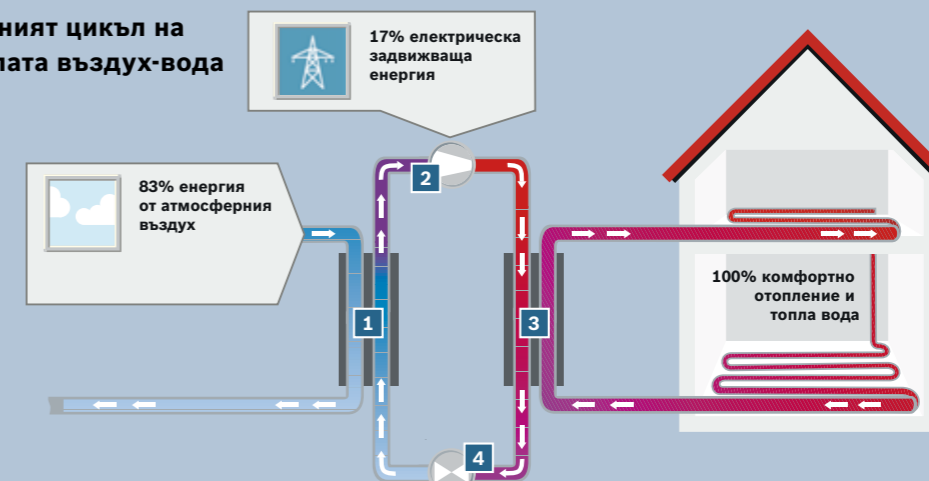 ният цикъл на
лата въздух-вода
17% електрическа
задвижваща
енергия
83% енергия
от атмосферния
въздух
2
1
3
100% комфортно
отопление и
топла вода
4